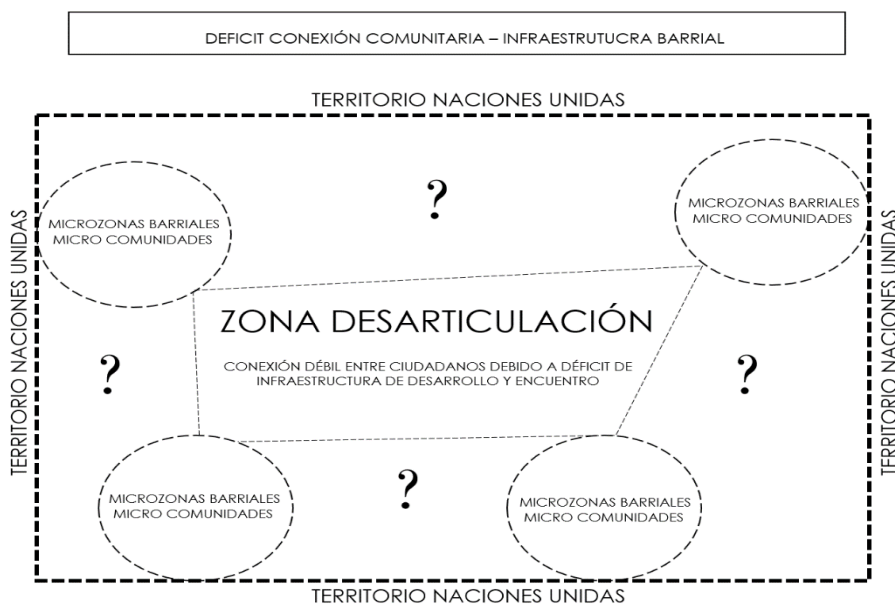 DEFICIT CONEXIÓN COMUNITARIA – INFRAESTRUTUCRA BARRIAL
TERRITORIO NACIONES UNIDAS
?
MICROZONAS BARRIALES
MICRO COMUNIDADES
MICROZONAS BARRIALES
MICRO COMUNIDADES
TERRITORIO NACIONES UNIDAS
TERRITORIO NACIONES UNIDAS
ZONA DESARTICULACIÓN
CONEXIÓN DÉBIL ENTRE CIUDADANOS DEBIDO A DÉFICIT DE
INFRAESTRUCTURA DE DESARROLLO Y ENCUENTRO
?
?
?
MICROZONAS BARRIALES
MICRO COMUNIDADES
MICROZONAS BARRIALES
MICRO COMUNIDADES
TERRITORIO NACIONES UNIDAS